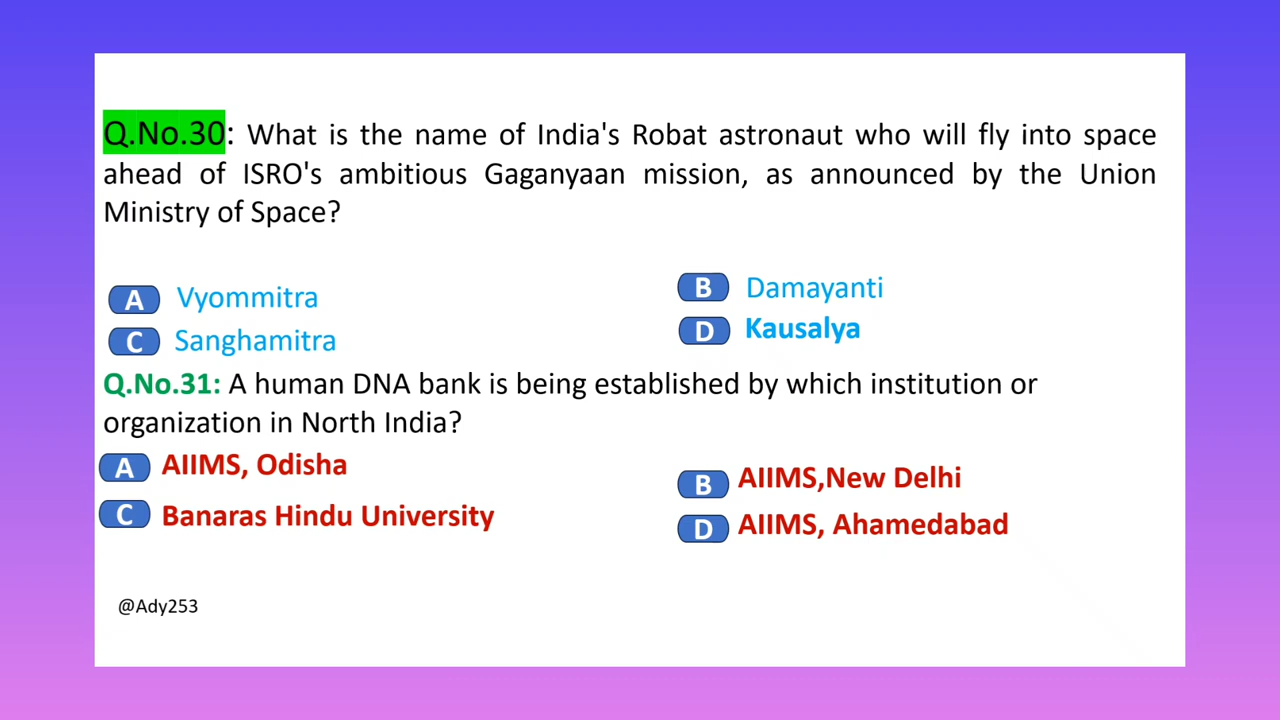 Q.No.30: What is the name of India's Robat astronaut who will fly into space
ahead of ISRO's ambitious Gaganyaan mission, as announced by the Union
Ministry of Space?
A Vyommitra
B Damayanti
C Sanghamitra
D Kausalya
Q.No.31: A human DNA bank is being established by which institution or
organization in North India?
A AIIMS, Odisha
B AIIMS,New Delhi
C Banaras Hindu University
D AIIMS, Ahamedabad
@Ady253